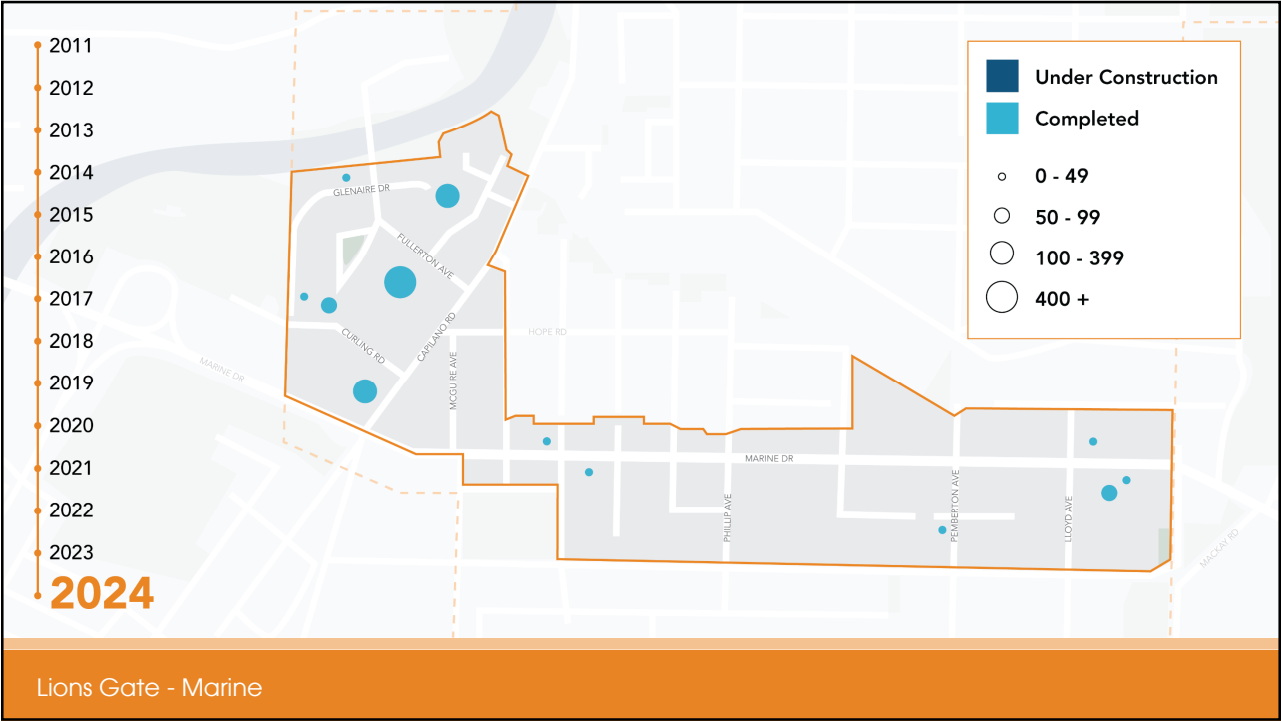 2011
2012
2013
2014
2015
2016
2017
2018
2019
2020
2021
2022
2023
2024
Under Construction
Completed
0 - 49
50 - 99
100 - 399
400 +
GLENAIRE DR
FULLERTON AVE
CURLING RD
CAPILANO RD
MCGUIRE AVE
HOPE RD
MARINE DR
MARINE DR
PHILLIP AVE
PEMBERTON AVE
LLOYD AVE
MACKAY RD
Lions Gate - Marine